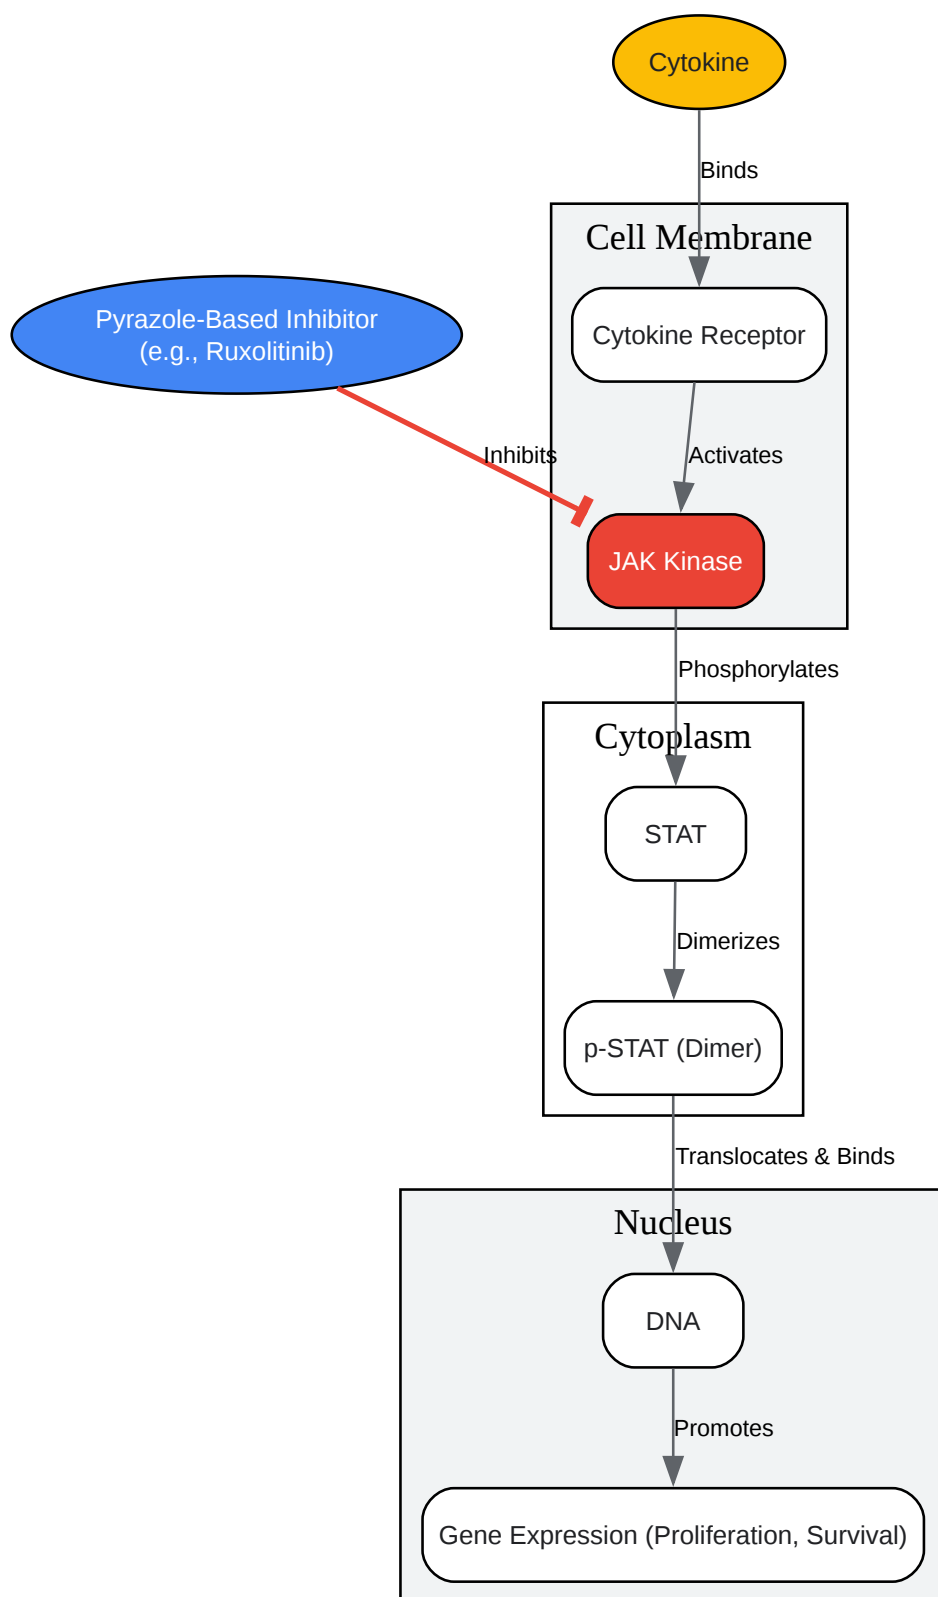 Cytokine
Binds
Cell Membrane
Pyrazole-Based Inhibitor
(e.g., Ruxolitinib)
Cytokine Receptor
Inhibits
Activates
JAK Kinase
Phosphorylates
Cytoplasm
STAT
Dimerizes
p-STAT (Dimer)
Translocates & Binds
Nucleus
DNA
Promotes
Gene Expression (Proliferation, Survival)